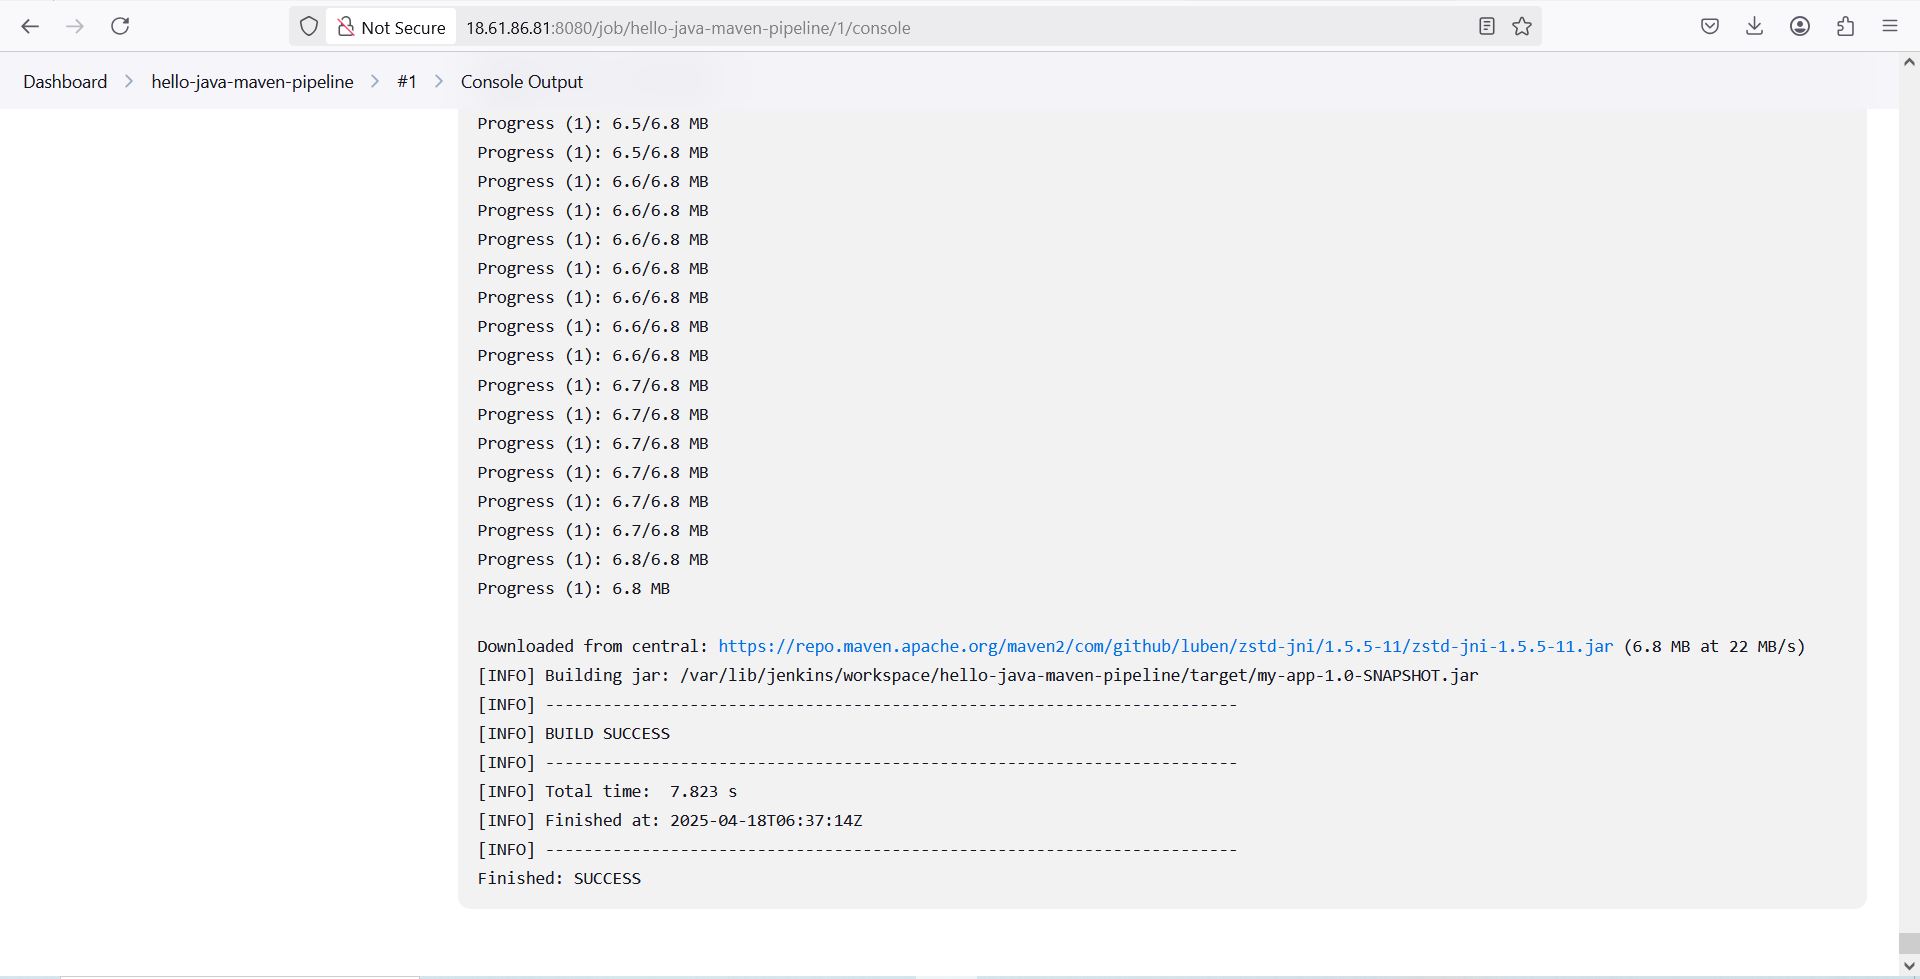 Not Secure 18.61.86.81:8080/job/hello-java-maven-pipeline/1/console
Dashboard hello-java-maven-pipeline #1 Console Output
Progress (1): 6.5/6.8 MB
Progress (1): 6.5/6.8 MB
Progress (1): 6.6/6.8 MB
Progress (1): 6.6/6.8 MB
Progress (1): 6.6/6.8 MB
Progress (1): 6.6/6.8 MB
Progress (1): 6.6/6.8 MB
Progress (1): 6.6/6.8 MB
Progress (1): 6.6/6.8 MB
Progress (1): 6.7/6.8 MB
Progress (1): 6.7/6.8 MB
Progress (1): 6.7/6.8 MB
Progress (1): 6.7/6.8 MB
Progress (1): 6.7/6.8 MB
Progress (1): 6.7/6.8 MB
Progress (1): 6.8/6.8 MB
Progress (1): 6.8 MB
Downloaded from central: https://repo.maven.apache.org/maven2/com/github/luben/zstd-jni/1.5.5-11/zstd-jni-1.5.5-11.jar (6.8 MB at 22 MB/s)
[INFO] Building jar: /var/lib/jenkins/workspace/hello-java-maven-pipeline/target/my-app-1.0-SNAPSHOT.jar
[INFO] ------------------------------------------------------------------------
[INFO] BUILD SUCCESS
[INFO] ------------------------------------------------------------------------
[INFO] Total time:  7.823 s
[INFO] Finished at: 2025-04-18T06:37:14Z
[INFO] ------------------------------------------------------------------------
Finished: SUCCESS